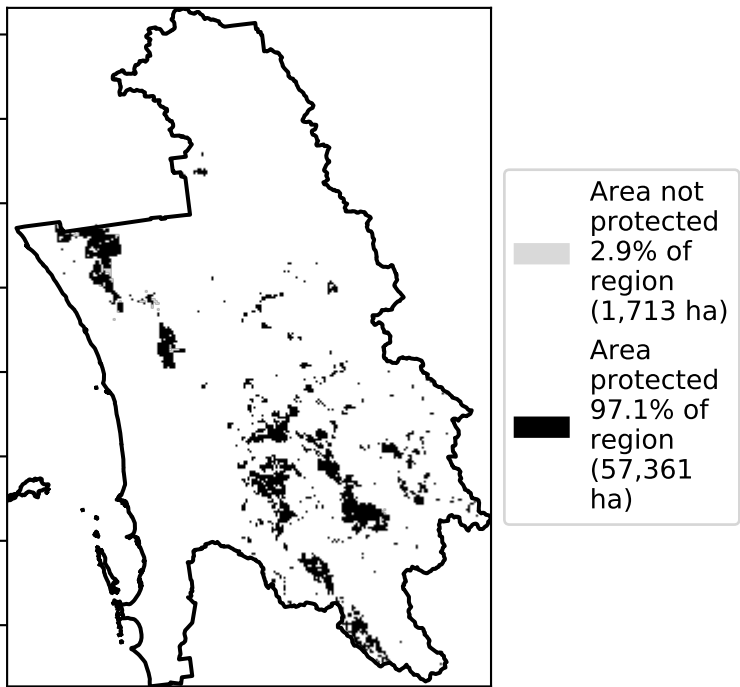 Area not
protected
2.9% of
region
(1,713 ha)
Area
protected
97.1% of
region
(57,361
ha)